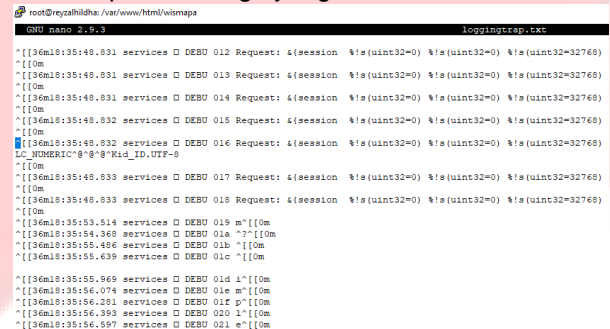 root@reyzalhildha: /var/www/html/wismapa
GNU nano 2.9.3 loggingtrap.txt
^[[36m18:35:48.831 services □ DEBU 012 Request: &{session %!s(uint32=0) %!s(uint32=0) %!s(uint32=32768)
^[[0m
^[[36m18:35:48.831 services □ DEBU 013 Request: &{session %!s(uint32=0) %!s(uint32=0) %!s(uint32=32768)
^[[0m
^[[36m18:35:48.831 services □ DEBU 014 Request: &{session %!s(uint32=0) %!s(uint32=0) %!s(uint32=32768)
^[[0m
^[[36m18:35:48.832 services □ DEBU 015 Request: &{session %!s(uint32=0) %!s(uint32=0) %!s(uint32=32768)
^[[0m
^[[36m18:35:48.832 services □ DEBU 016 Request: &{session %!s(uint32=0) %!s(uint32=0) %!s(uint32=32768)
LC_NUMERIC^@^@^@^Kid_ID.UTF-8
^[[0m
^[[36m18:35:48.833 services □ DEBU 017 Request: &{session %!s(uint32=0) %!s(uint32=0) %!s(uint32=32768)
^[[0m
^[[36m18:35:48.833 services □ DEBU 018 Request: &{session %!s(uint32=0) %!s(uint32=0) %!s(uint32=32768)
^[[0m
^[[36m18:35:53.514 services □ DEBU 019 m^[[0m
^[[36m18:35:54.368 services □ DEBU 01a ^?^[[0m
^[[36m18:35:55.486 services □ DEBU 01b ^[[0m
^[[36m18:35:55.639 services □ DEBU 01c ^[[0m
^[[36m18:35:55.969 services □ DEBU 01d i^[[0m
^[[36m18:35:56.074 services □ DEBU 01e m^[[0m
^[[36m18:35:56.281 services □ DEBU 01f p^[[0m
^[[36m18:35:56.393 services □ DEBU 020 l^[[0m
^[[36m18:35:56.597 services □ DEBU 021 e^[[0m